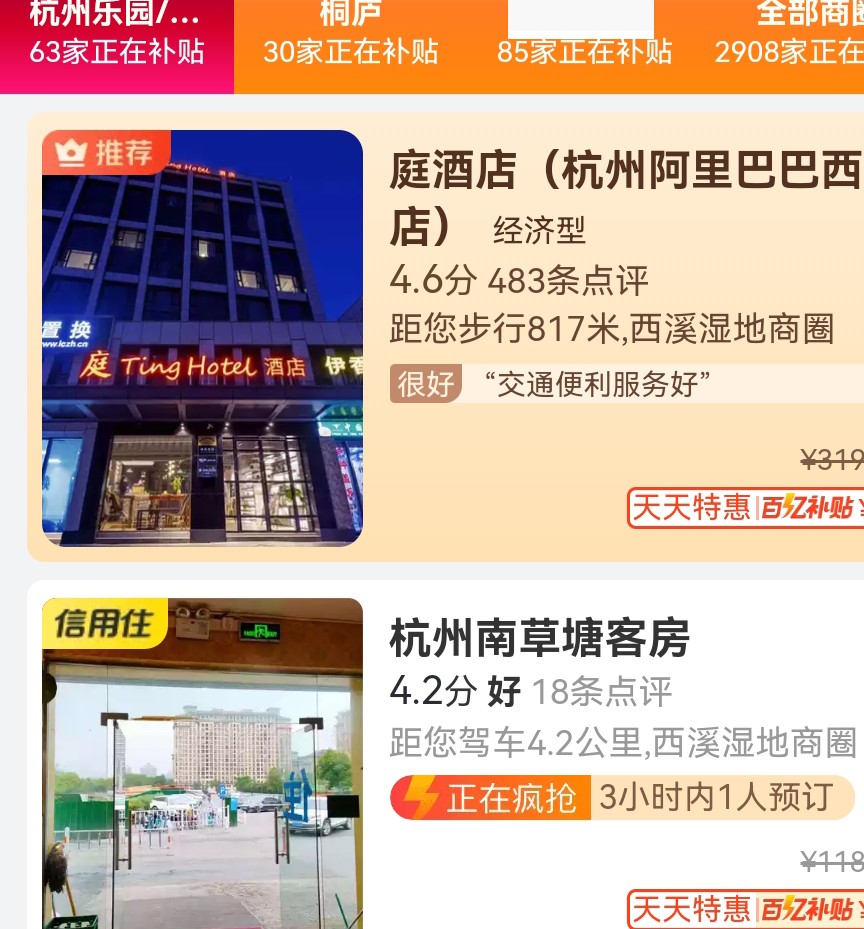 杭州乐园/...
桐庐
全部商圈
63家正在补贴
30家正在补贴
85家正在补贴
2908家正在
推荐
Ting Hotel 酒店
置换
www.lczh.cn
庭 Ting Hotel 酒店
伊香
庭酒店（杭州阿里巴巴西
店） 经济型
4.6分 483条点评
距您步行817米,西溪湿地商圈
很好 “交通便利服务好”
¥319
天天特惠 百亿补贴 ¥
信用住
杭州南草塘客房
4.2分 好 18条点评
距您驾车4.2公里,西溪湿地商圈
正在疯抢 3小时内1人预订
¥118
天天特惠 百亿补贴 ¥